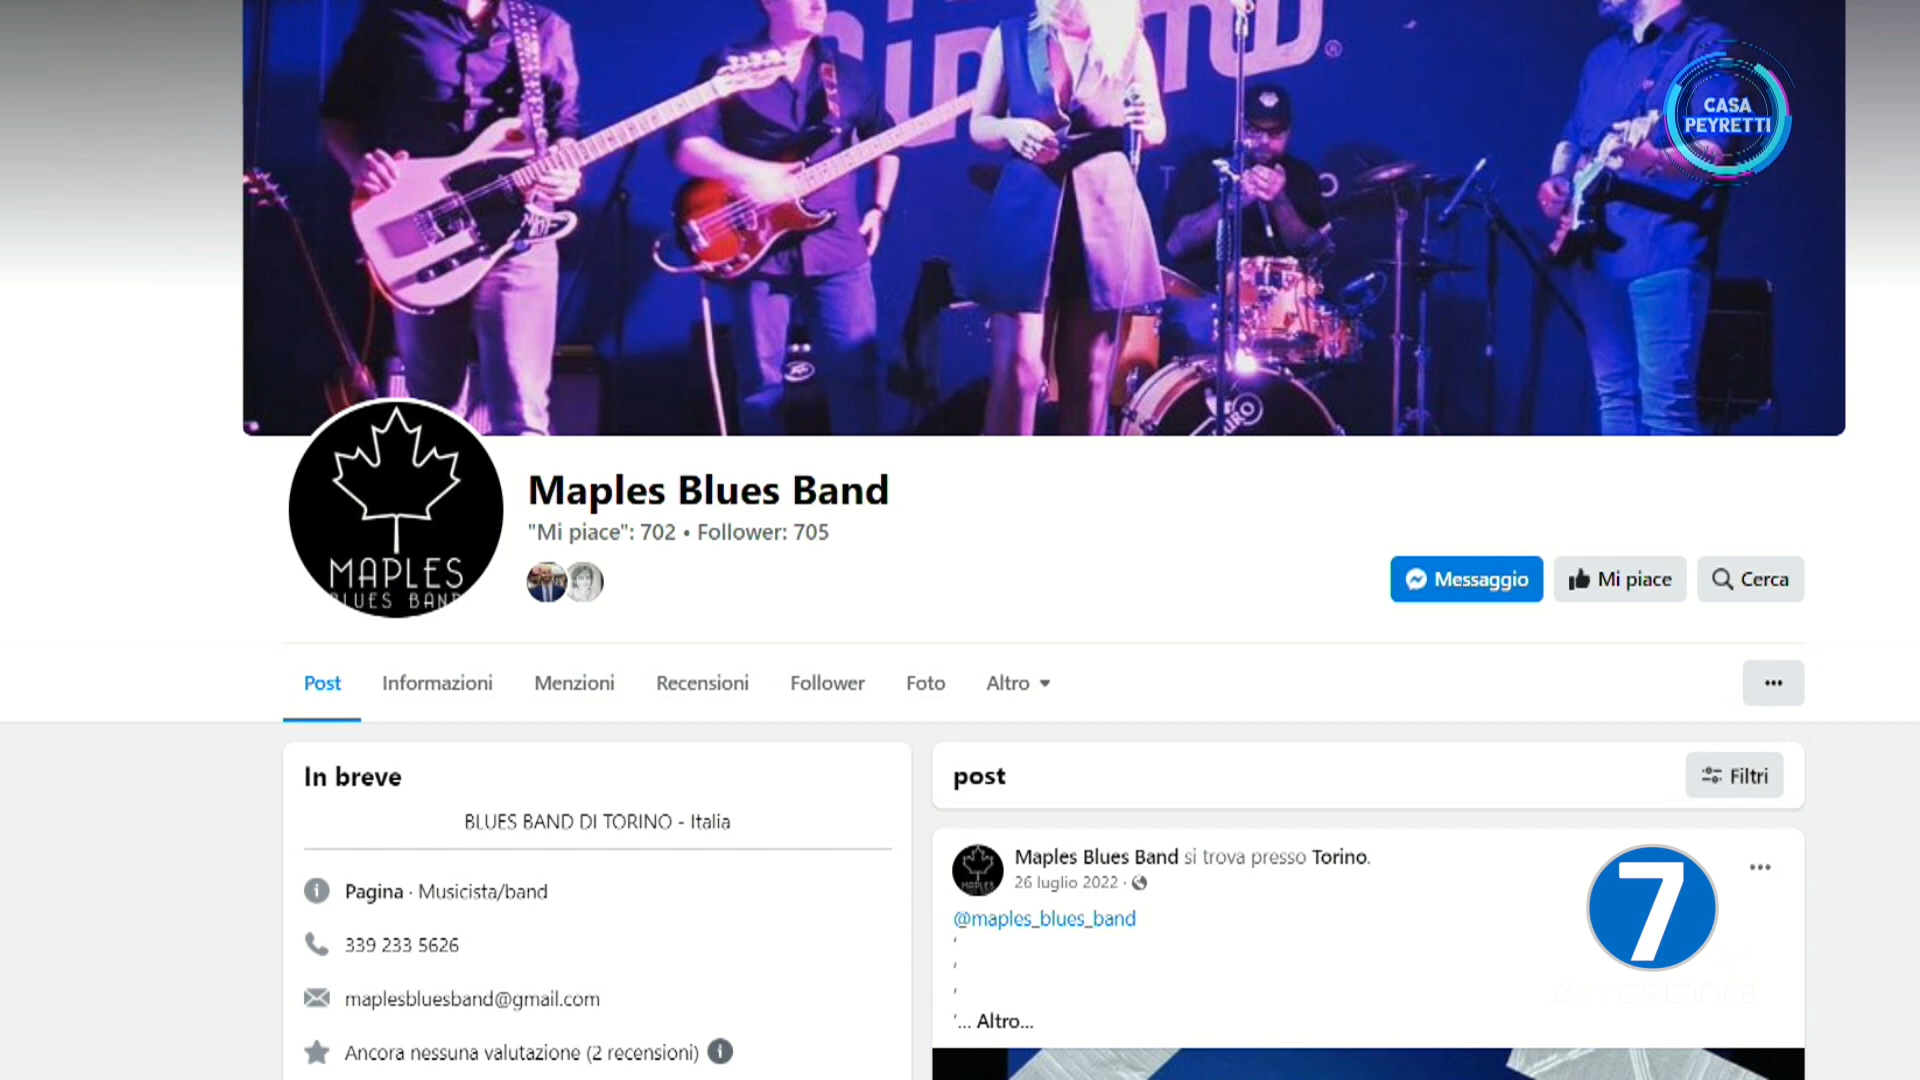 CASA
PEYRETTI
Maples Blues Band
"Mi piace": 702 • Follower: 705
MAPLES
BLUES BAND
Messaggio
Mi piace
Cerca
Post
Informazioni
Menzioni
Recensioni
Follower
Foto
Altro
In breve
BLUES BAND DI TORINO - Italia
Pagina · Musicista/band
339 233 5626
maplesbluesband@gmail.com
Ancora nessuna valutazione (2 recensioni)
post
Filtri
Maples Blues Band si trova presso Torino.
26 luglio 2022 ·
@maples_blues_band
'
'
'
'... Altro...
7